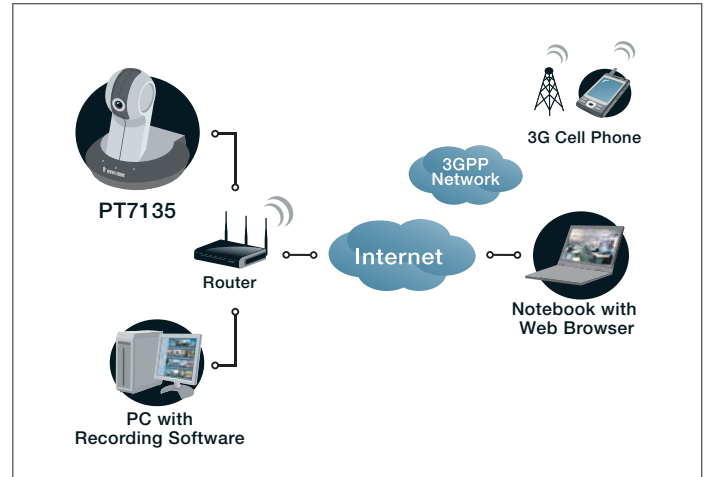 3G Cell Phone
3GPP
Network
PT7135
Internet
Router
Notebook with
Web Browser
PC with
Recording Software